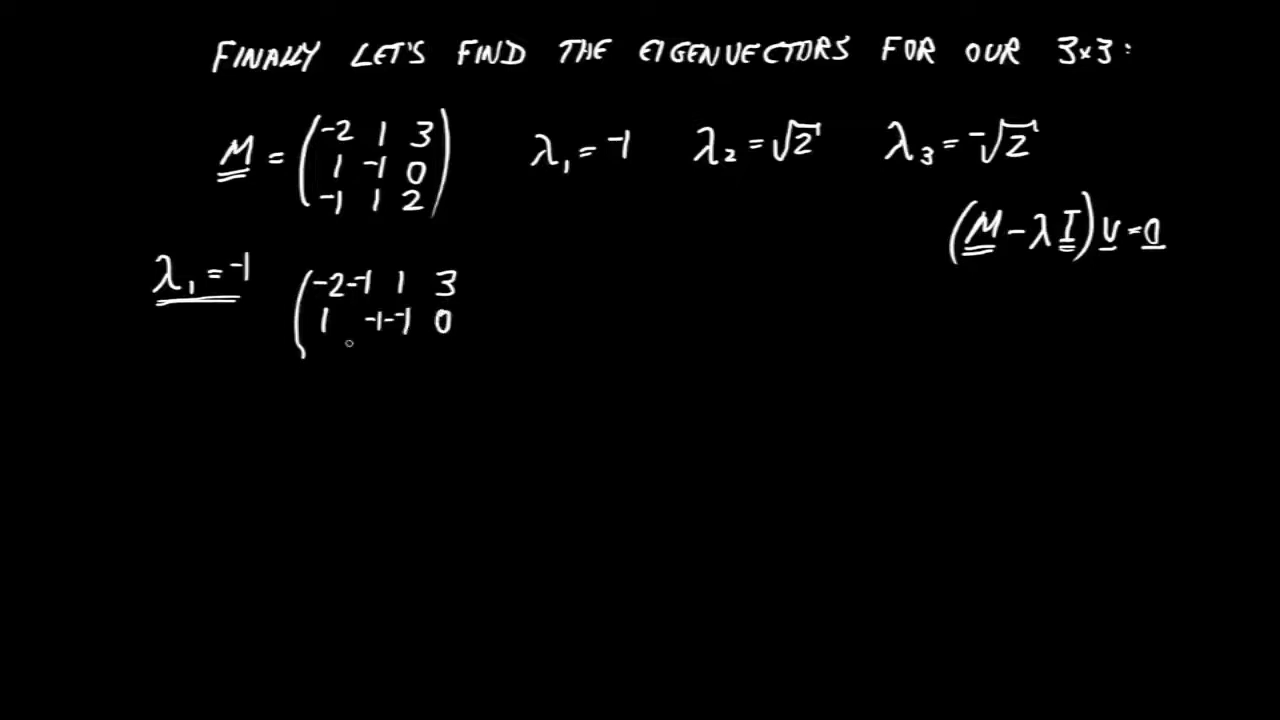 FINALLY LET'S FIND THE EIGENVECTORS FOR OUR 3×3:
M = (-2 1 3 λ₁ = -1 λ₂ = √2 λ₃ = -√2
1 -1 0
-1 1 2)
(M - λ I) v = 0
λ₁ = -1 (-2--1 1 3
1 -1--1 0